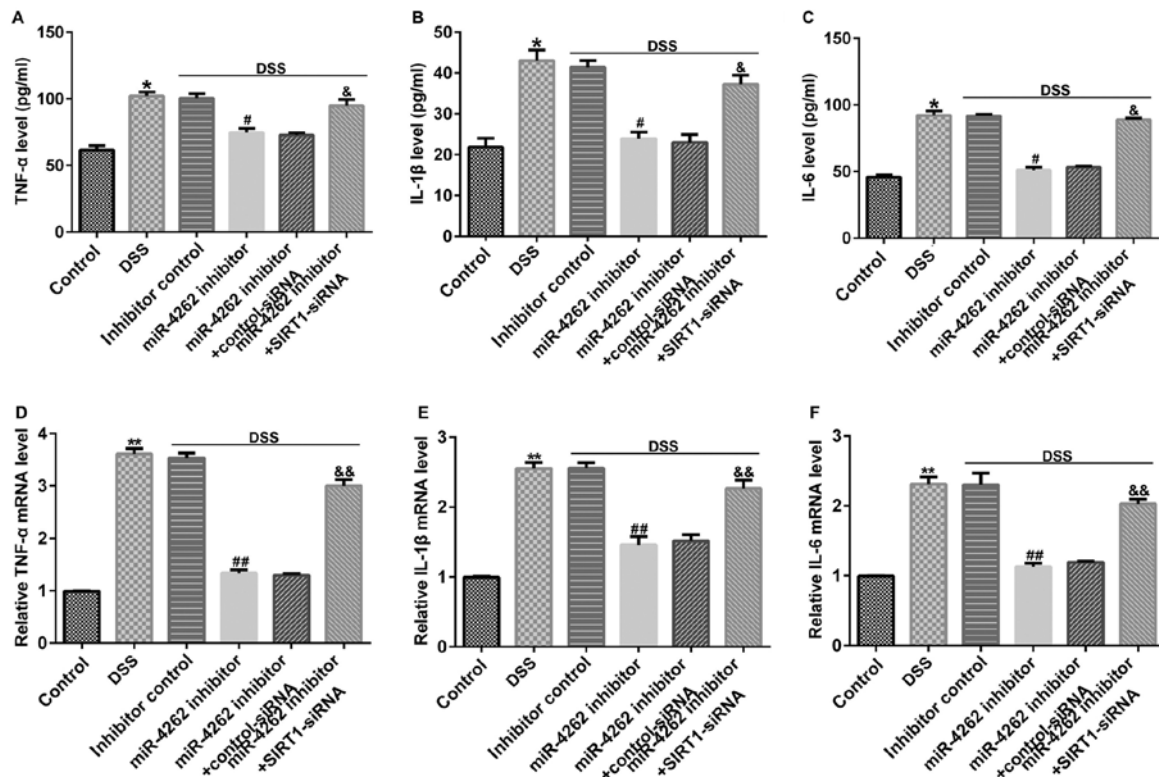 A
TNF-α level (pg/ml)
150
100
50
0
*
DSS
#
&
Control
DSS
Inhibitor control
miR-4262 inhibitor
miR-4262 inhibitor
+control-siRNA
miR-4262 inhibitor
+SIRT1-siRNA
B
IL-1β level (pg/ml)
50
40
30
20
10
0
*
DSS
#
&
Control
DSS
Inhibitor control
miR-4262 inhibitor
miR-4262 inhibitor
+control-siRNA
miR-4262 inhibitor
+SIRT1-siRNA
C
IL-6 level (pg/ml)
150
100
50
0
*
DSS
#
&
Control
DSS
Inhibitor control
miR-4262 inhibitor
miR-4262 inhibitor
+control-siRNA
miR-4262 inhibitor
+SIRT1-siRNA
D
Relative TNF-α mRNA level
4
3
2
1
0
**
DSS
##
&&
Control
DSS
Inhibitor control
miR-4262 inhibitor
miR-4262 inhibitor
+control-siRNA
miR-4262 inhibitor
+SIRT1-siRNA
E
Relative IL-1β mRNA level
3
2
1
0
**
DSS
##
&&
Control
DSS
Inhibitor control
miR-4262 inhibitor
miR-4262 inhibitor
+control-siRNA
miR-4262 inhibitor
+SIRT1-siRNA
F
Relative IL-6 mRNA level
3
2
1
0
**
DSS
##
&&
Control
DSS
Inhibitor control
miR-4262 inhibitor
miR-4262 inhibitor
+control-siRNA
miR-4262 inhibitor
+SIRT1-siRNA